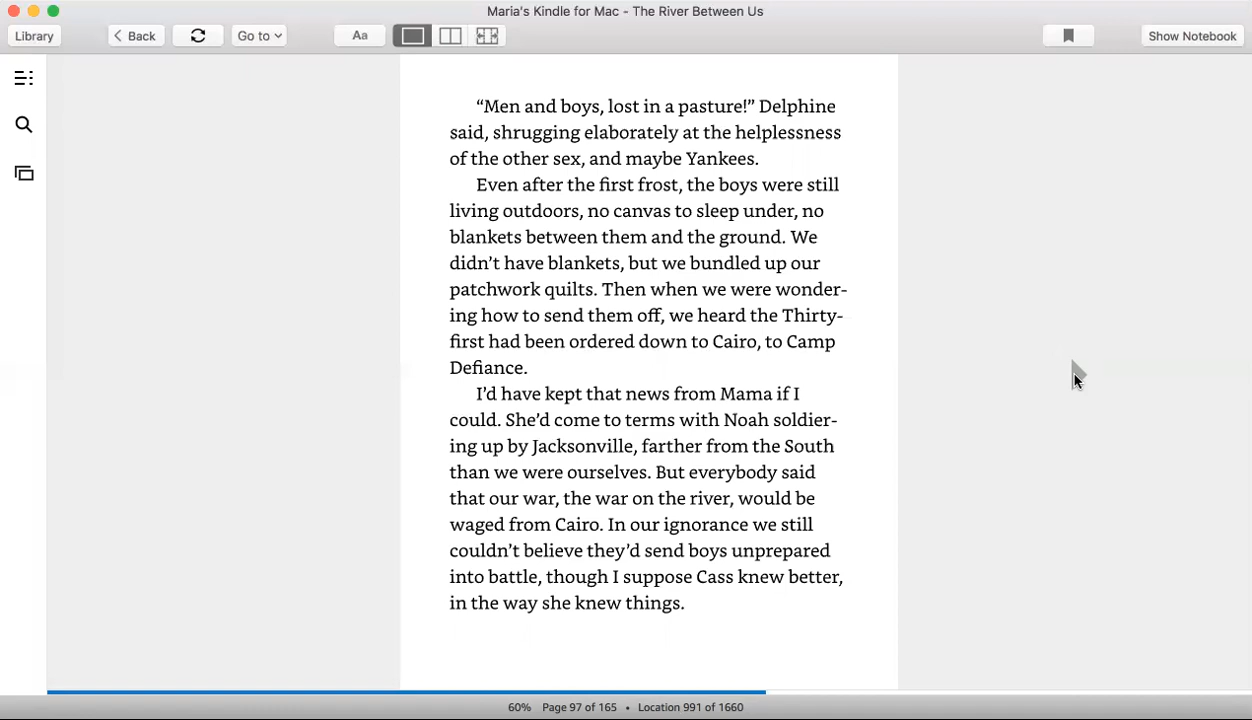 Maria's Kindle for Mac - The River Between Us
Library
Back
Go to
Aa
Show Notebook
“Men and boys, lost in a pasture!” Delphine
said, shrugging elaborately at the helplessness
of the other sex, and maybe Yankees.
Even after the first frost, the boys were still
living outdoors, no canvas to sleep under, no
blankets between them and the ground. We
didn’t have blankets, but we bundled up our
patchwork quilts. Then when we were wonder-
ing how to send them off, we heard the Thirty-
first had been ordered down to Cairo, to Camp
Defiance.
I’d have kept that news from Mama if I
could. She’d come to terms with Noah soldier-
ing up by Jacksonville, farther from the South
than we were ourselves. But everybody said
that our war, the war on the river, would be
waged from Cairo. In our ignorance we still
couldn’t believe they’d send boys unprepared
into battle, though I suppose Cass knew better,
in the way she knew things.
60% Page 97 of 165 • Location 991 of 1660